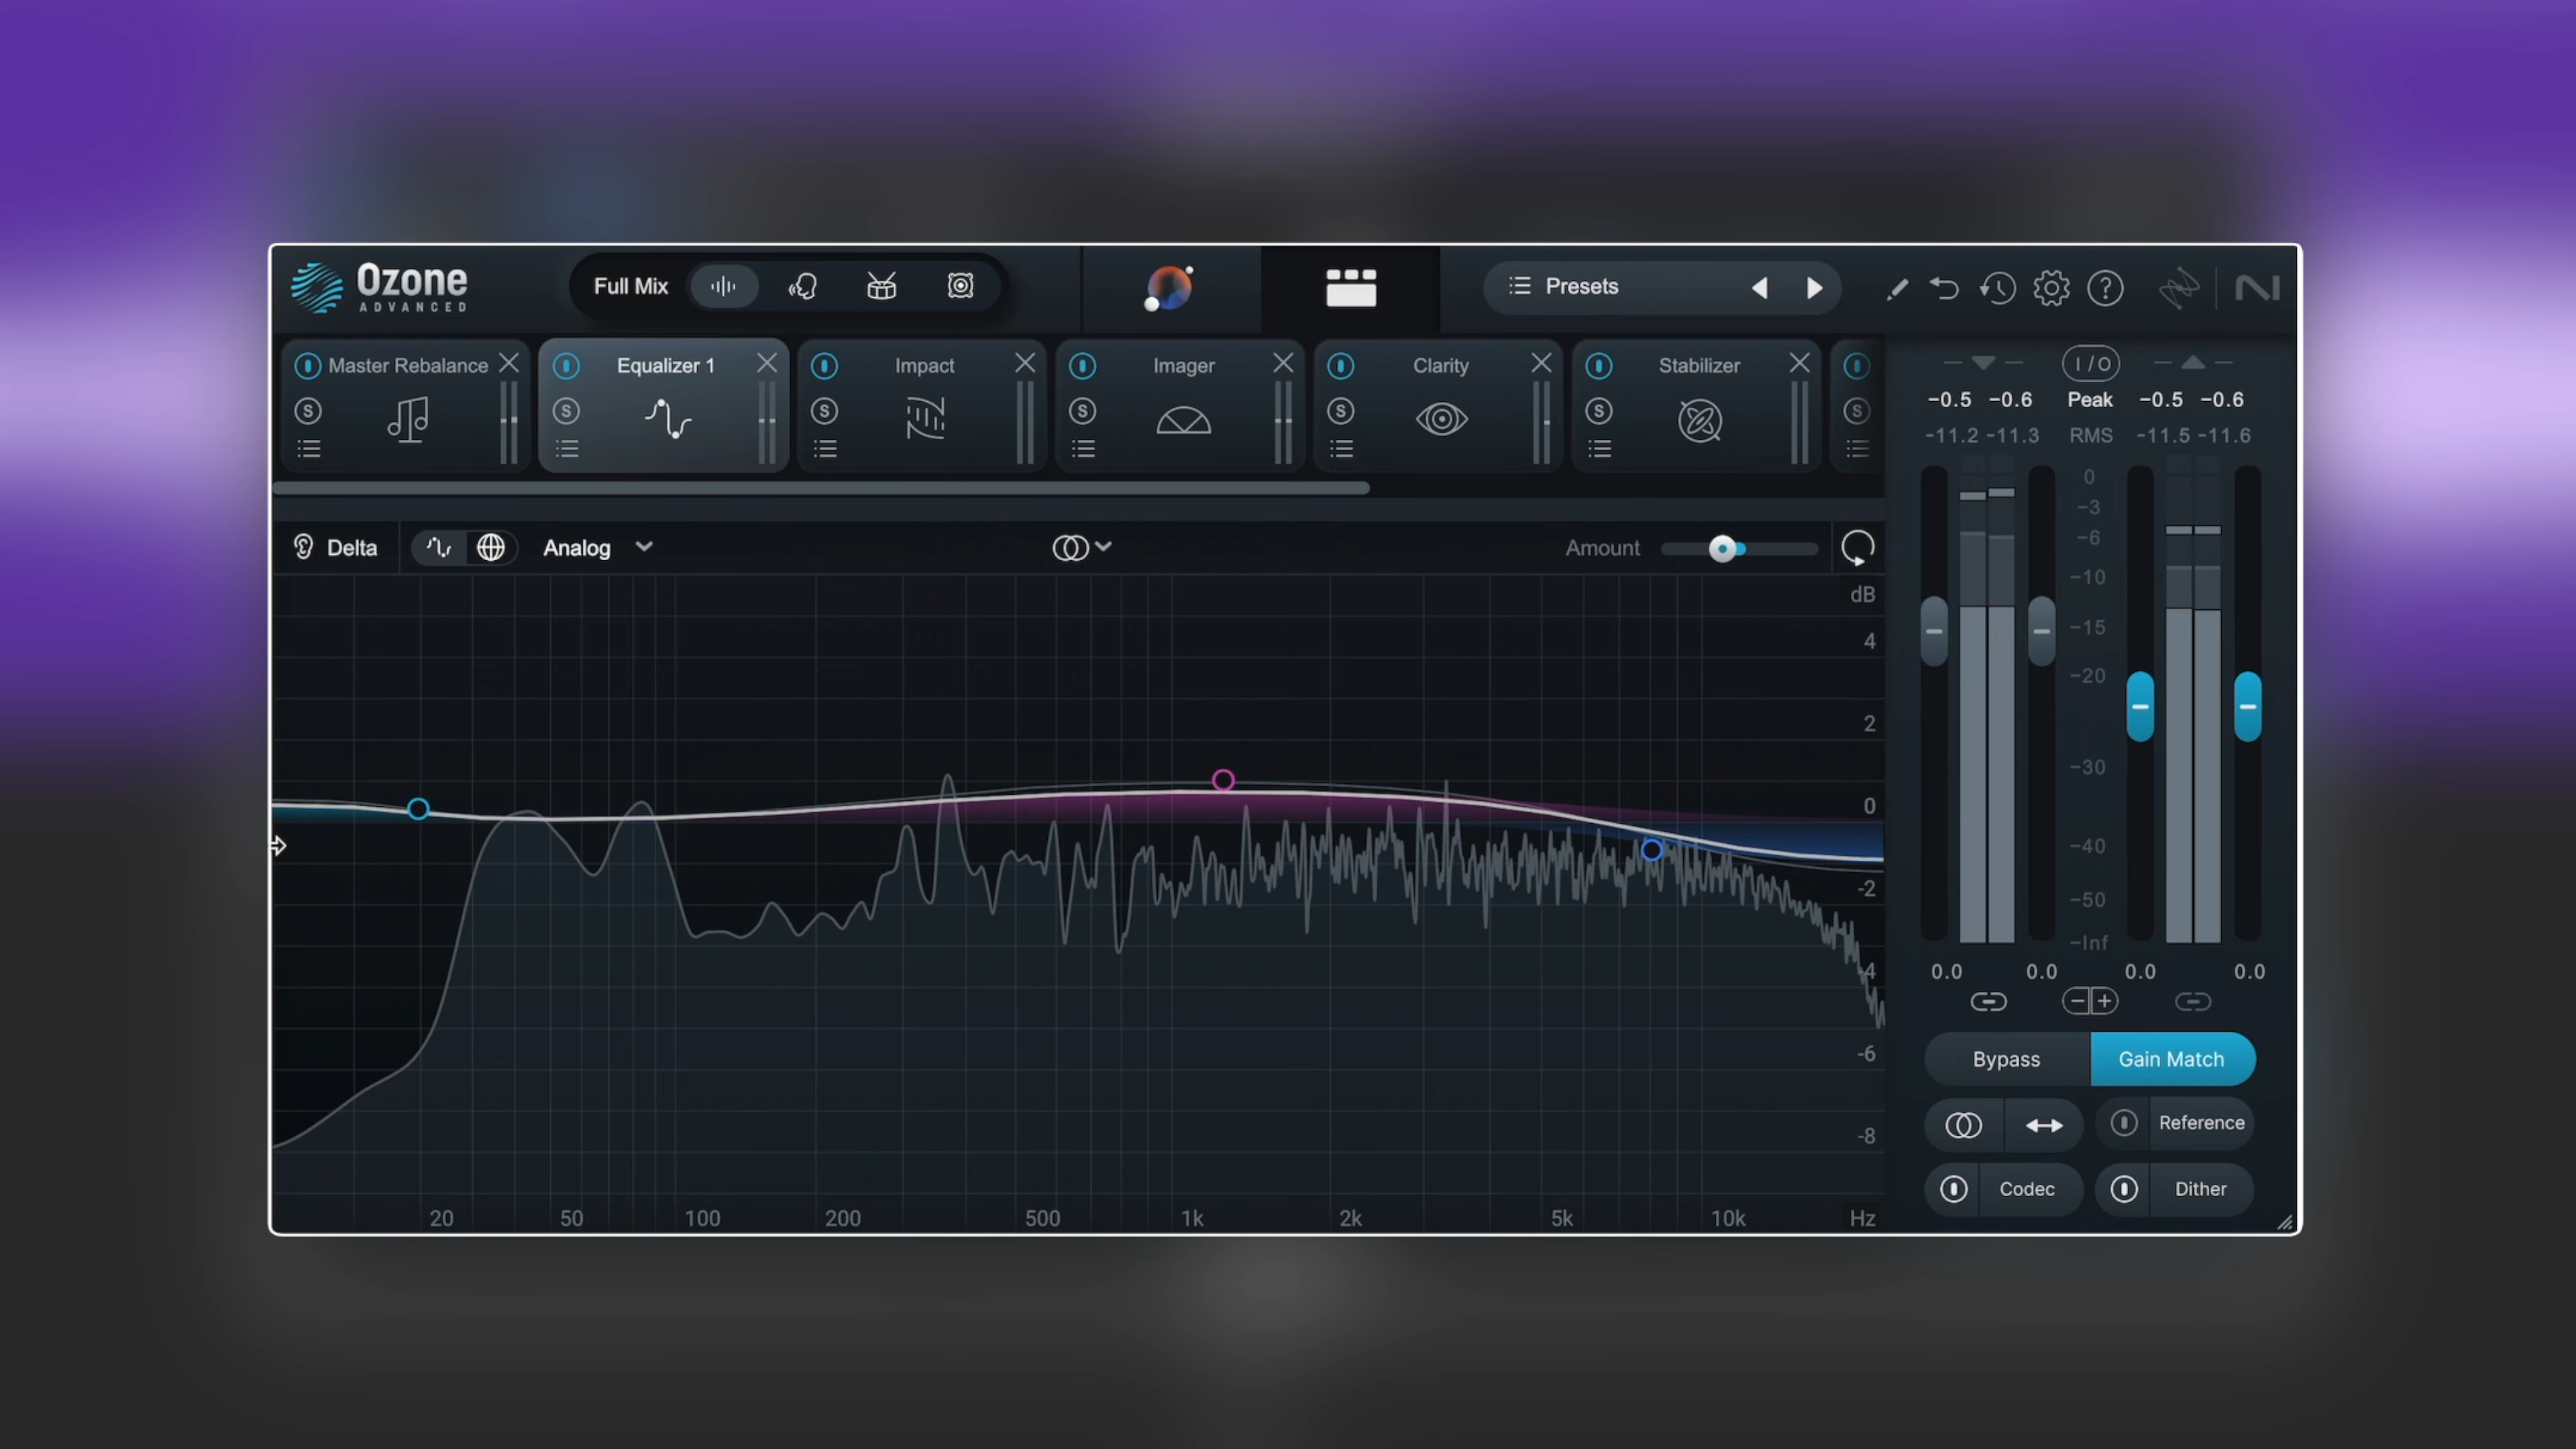 Ozone
ADVANCED
Full Mix
Presets
Master Rebalance
Equalizer 1
Impact
Imager
Clarity
Stabilizer
S S S S S S S
I / O
-0.5 -0.6 Peak -0.5 -0.6
-11.2 -11.3 RMS -11.5 -11.6
Delta
Analog
Amount
dB
4
2
0
-2
-4
-6
-8
20 50 100 200 500 1k 2k 5k 10k Hz
0
-3
-6
-10
-15
-20
-30
-40
-50
-Inf
0.0 0.0 0.0 0.0
Bypass
Gain Match
Reference
Codec
Dither